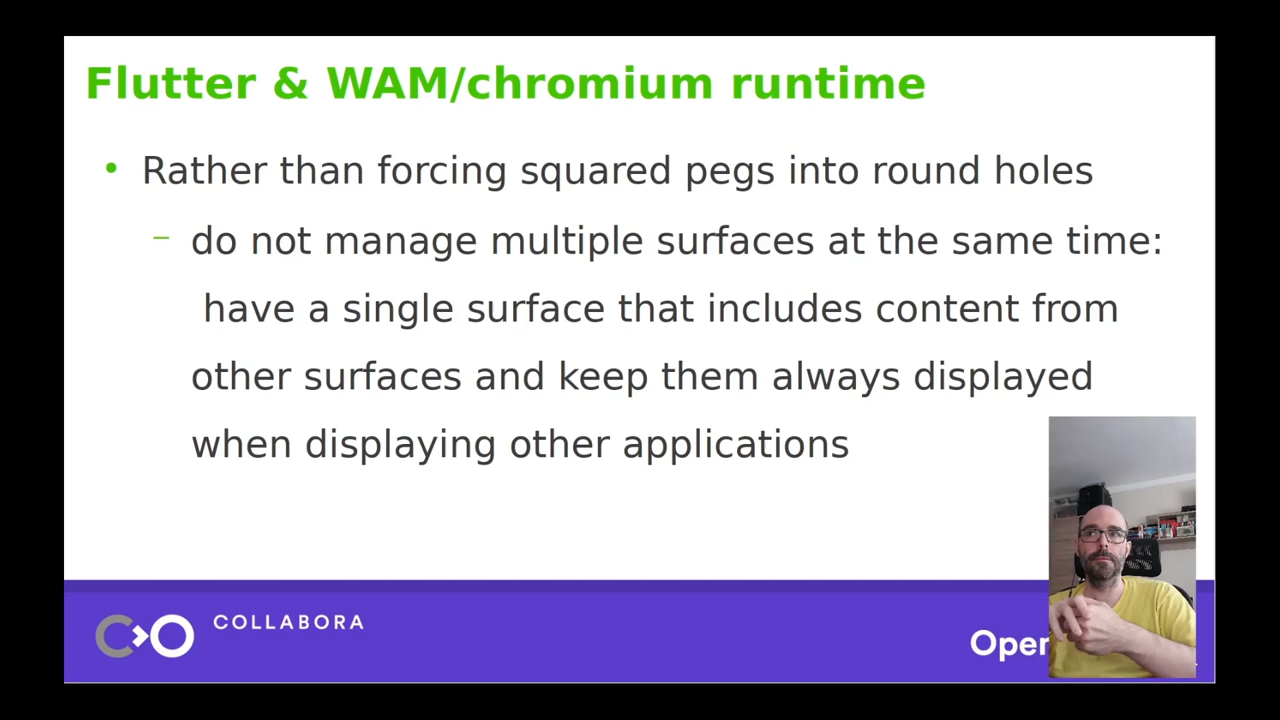 Flutter & WAM/chromium runtime
• Rather than forcing squared pegs into round holes
– do not manage multiple surfaces at the same time:
have a single surface that includes content from
other surfaces and keep them always displayed
when displaying other applications
COLLABORA
Open